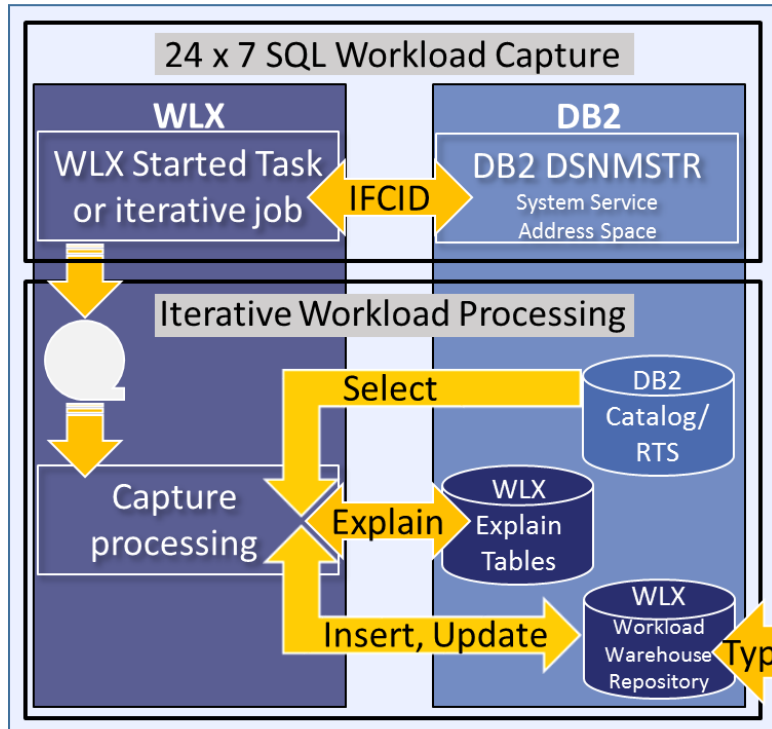 24 x 7 SQL Workload Capture
WLX
DB2
WLX Started Task
or iterative job
IFCID
DB2 DSNMSTR
System Service
Address Space
Iterative Workload Processing
Select
DB2
Catalog/
RTS
Capture
processing
Explain
WLX
Explain
Tables
Insert, Update
WLX
Workload
Warehouse
Repository
Typ